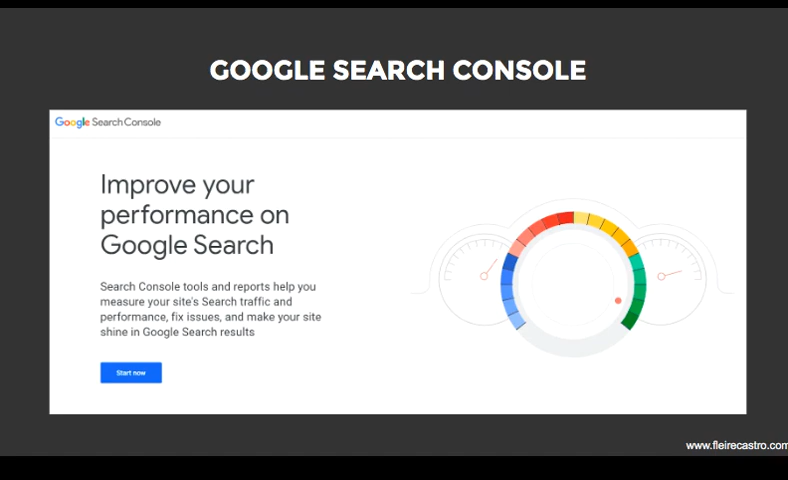 GOOGLE SEARCH CONSOLE
Google Search Console
Improve your
performance on
Google Search
Search Console tools and reports help you
measure your site's Search traffic and
performance, fix issues, and make your site
shine in Google Search results
Start now
www.fleirecastro.com